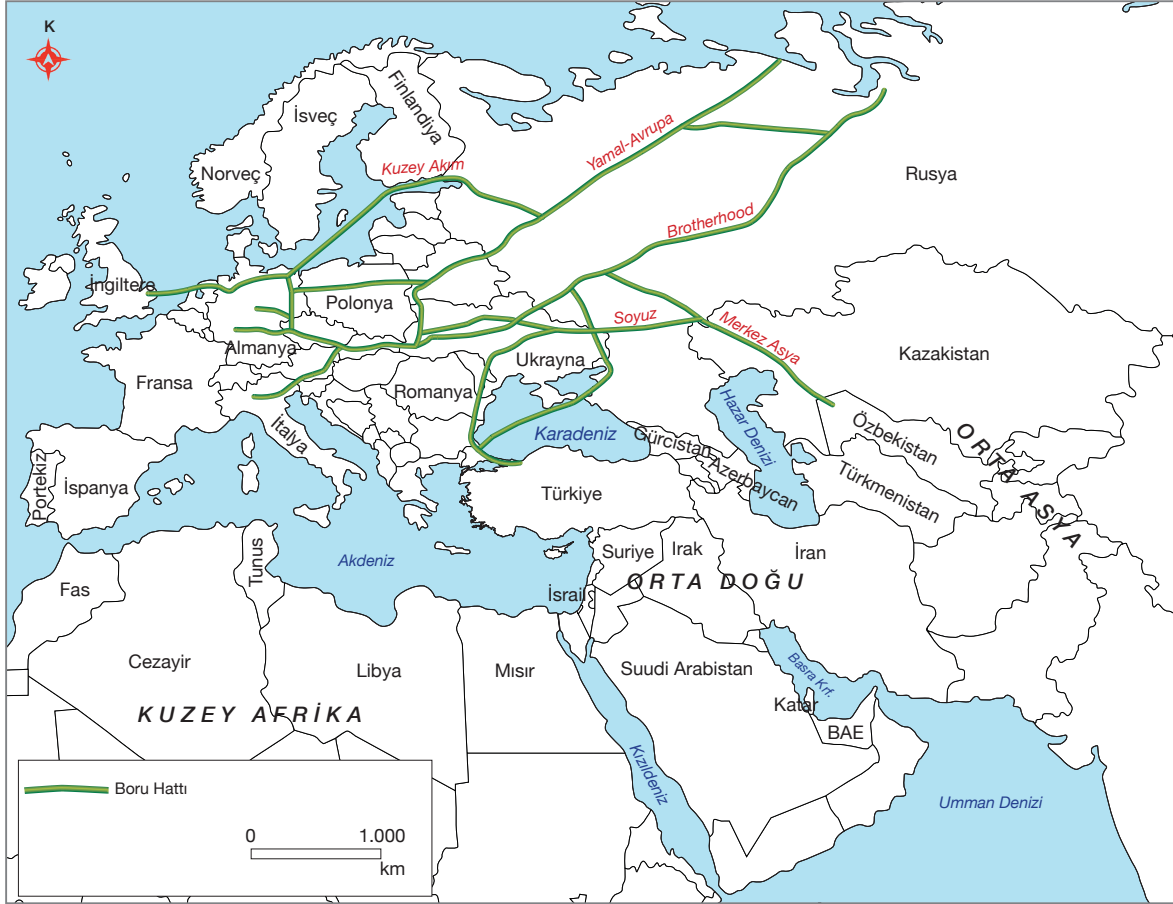 K
Finlandiya
İsveç
Norveç
Kuzey Akım
Yamal-Avrupa
Rusya
Brotherhood
İngiltere
Polonya
Soyuz
Merkez Asya
Almanya
Ukrayna
Kazakistan
Fransa
Romanya
Hazar Denizi
Özbekistan
ORTA ASYA
İtalya
Karadeniz
Gürcistan
Azerbaycan
Türkmenistan
Portekiz
İspanya
Türkiye
Tunus
Akdeniz
Suriye
Irak
İran
Fas
İsrail
ORTA DOĞU
Cezayir
Libya
Mısır
Suudi Arabistan
Basra Krf.
Katar
KUZEY AFRİKA
BAE
Kızıldeniz
Umman Denizi
Boru Hattı
0 1.000
km